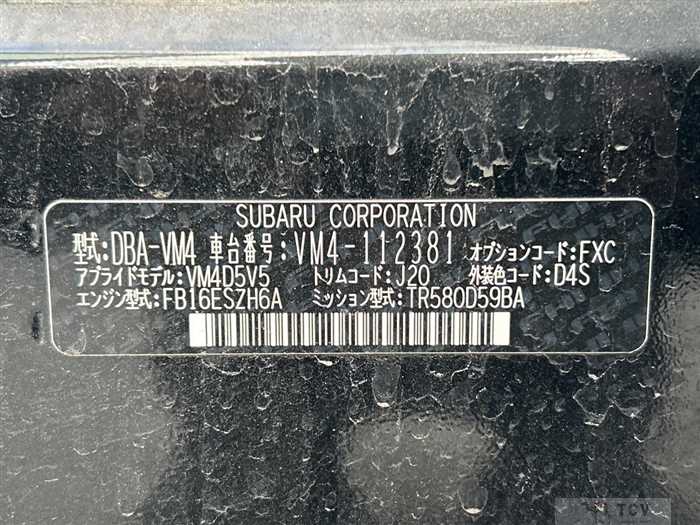 SUBARU CORPORATION
型式:DBA-VM4 車台番号:VM4-112381 オプションコード:FXC
アプライドモデル:VM4D5V5 トリムコード:J20 外装色コード:D4S
エンジン型式:FB16ESZH6A ミッション型式:TR580D59BA
TCV